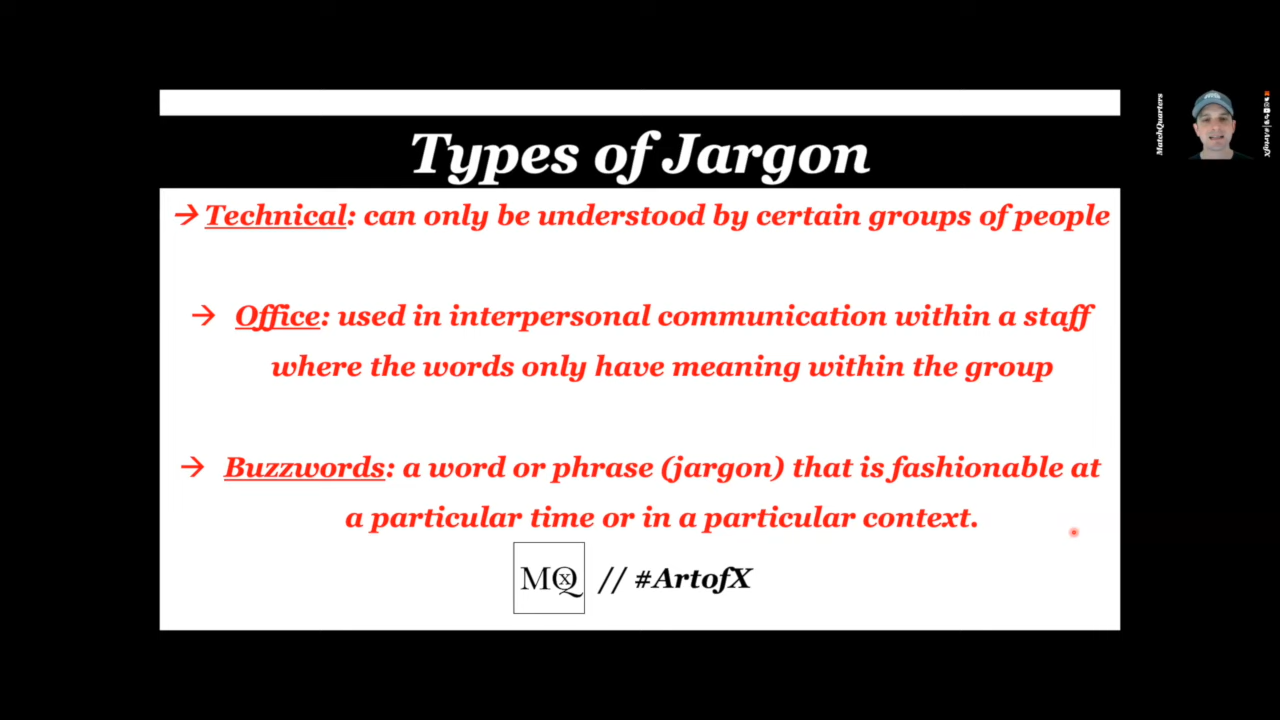 Types of Jargon
→ Technical: can only be understood by certain groups of people
→ Office: used in interpersonal communication within a staff
where the words only have meaning within the group
→ Buzzwords: a word or phrase (jargon) that is fashionable at
a particular time or in a particular context.
MQx // #ArtofX
MatchQuarters